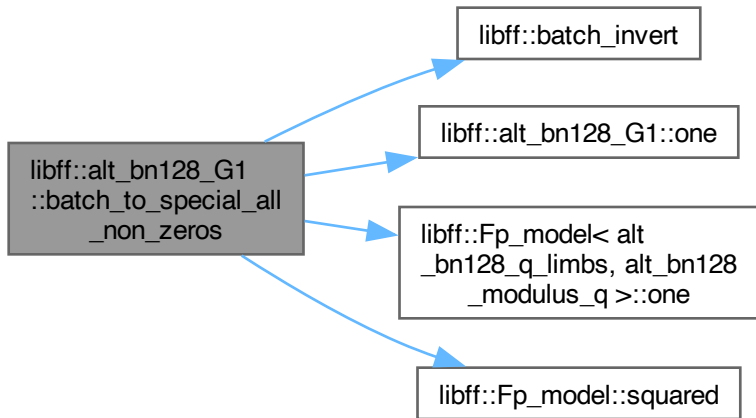 libff::batch_invert
libff::alt_bn128_G1::one
libff::alt_bn128_G1
::batch_to_special_all
_non_zeros
libff::Fp_model< alt
_bn128_q_limbs, alt_bn128
_modulus_q >::one
libff::Fp_model::squared